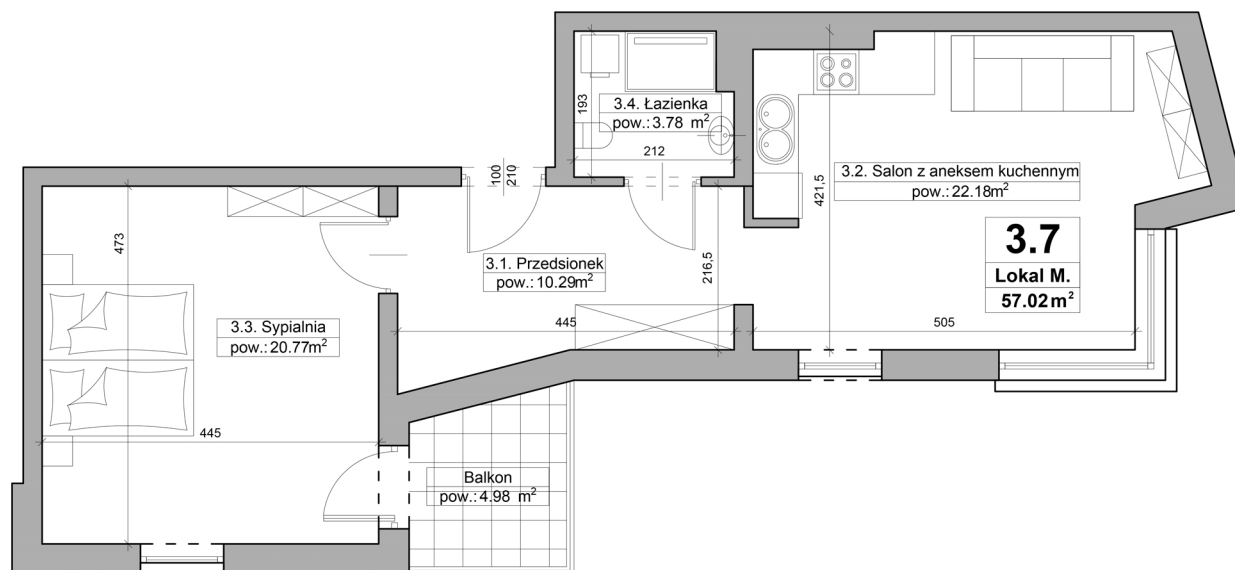 193
3.4. Łazienka
pow.: 3.78 m²
212
100
210
421,5
3.2. Salon z aneksem kuchennym
pow.: 22.18m²
3.7
Lokal M.
57.02 m²
473
3.1. Przedsionek
pow.: 10.29m²
216,5
3.3. Sypialnia
pow.: 20.77m²
445
505
445
Balkon
pow.: 4.98 m²